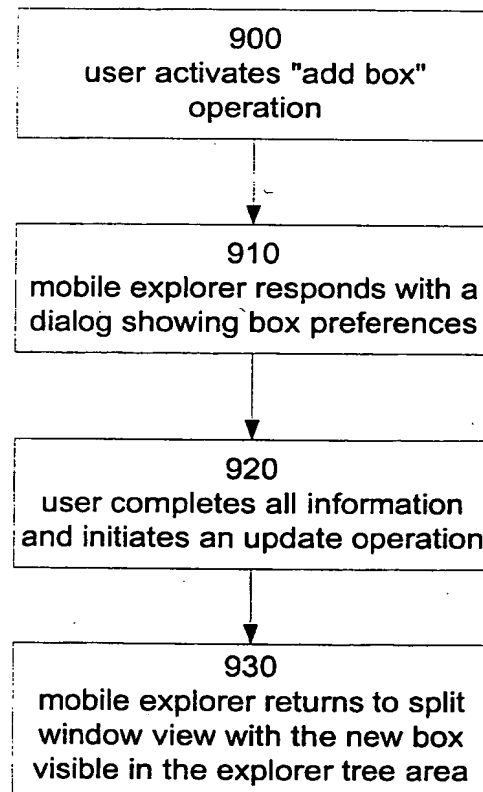 900
user activates "add box"
operation
910
mobile explorer responds with a
dialog showing box preferences
920
user completes all information
and initiates an update operation
930
mobile explorer returns to split
window view with the new box
visible in the explorer tree area